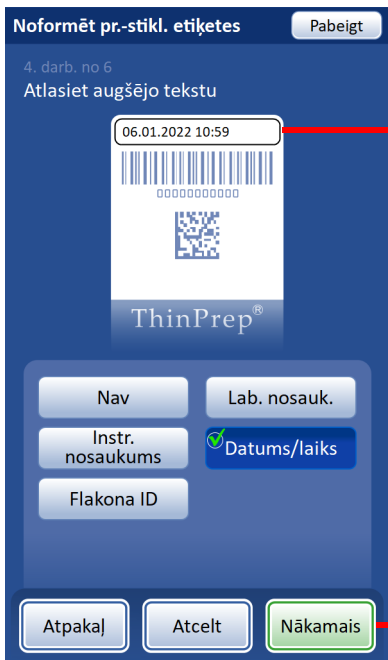 Noformēt pr.-stikl. etiķetes
Pabeigt
4. darb. no 6
Atlasiet augšējo tekstu
06.01.2022 10:59
00000000000
ThinPrep®
Nav
Lab. nosauk.
Instr.
nosaukums
Datums/laiks
Flakona ID
Atpakaļ
Atcelt
Nākamais